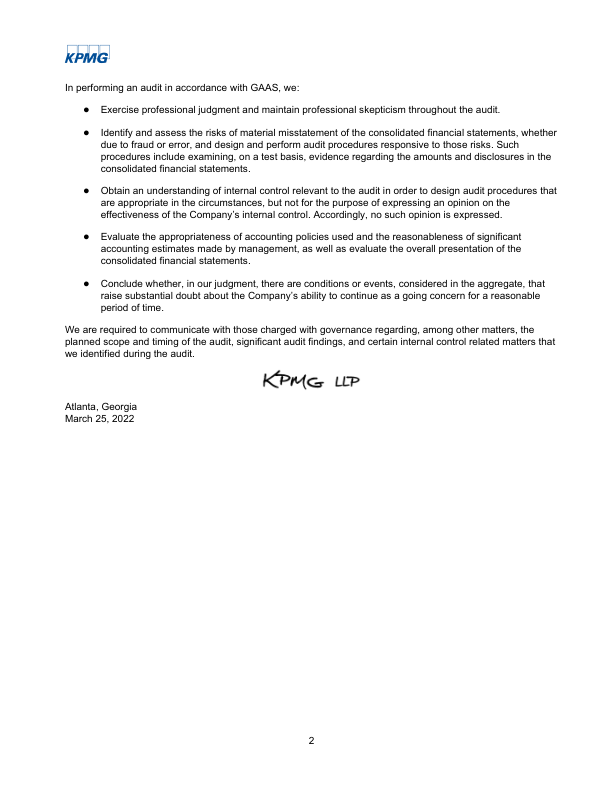 KPMG
In performing an audit in accordance with GAAS, we:
● Exercise professional judgment and maintain professional skepticism throughout the audit.
● Identify and assess the risks of material misstatement of the consolidated financial statements, whether
due to fraud or error, and design and perform audit procedures responsive to those risks. Such
procedures include examining, on a test basis, evidence regarding the amounts and disclosures in the
consolidated financial statements.
● Obtain an understanding of internal control relevant to the audit in order to design audit procedures that
are appropriate in the circumstances, but not for the purpose of expressing an opinion on the
effectiveness of the Company's internal control. Accordingly, no such opinion is expressed.
● Evaluate the appropriateness of accounting policies used and the reasonableness of significant
accounting estimates made by management, as well as evaluate the overall presentation of the
consolidated financial statements.
● Conclude whether, in our judgment, there are conditions or events, considered in the aggregate, that
raise substantial doubt about the Company's ability to continue as a going concern for a reasonable
period of time.
We are required to communicate with those charged with governance regarding, among other matters, the
planned scope and timing of the audit, significant audit findings, and certain internal control related matters that
we identified during the audit.
KPMG LLP
Atlanta, Georgia
March 25, 2022
2